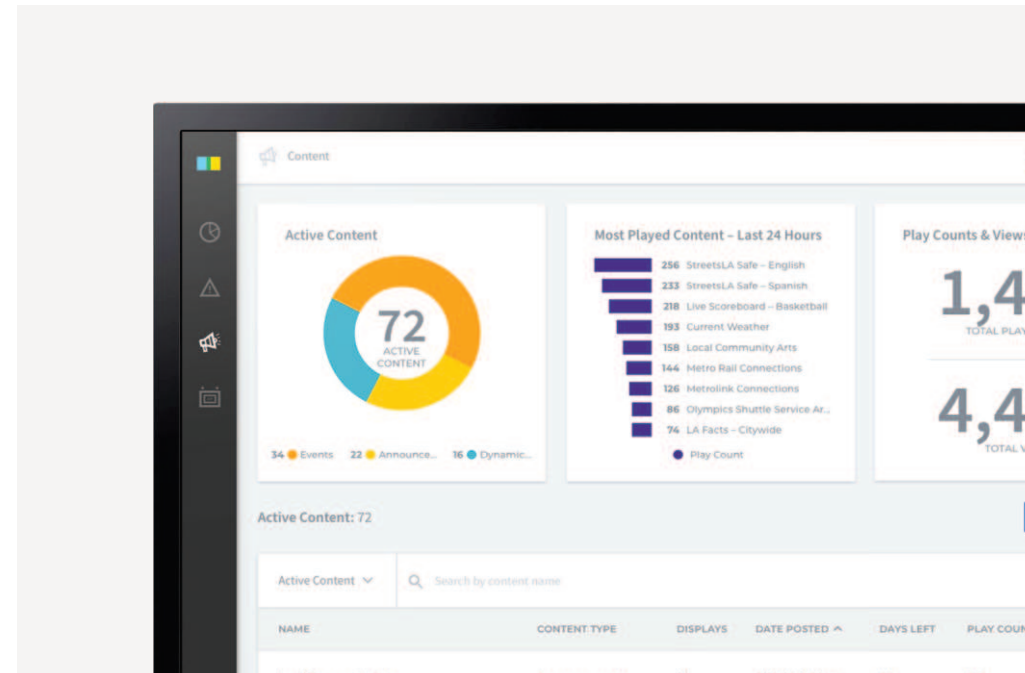 Content
Active Content
72
ACTIVE
CONTENT
34 Events 22 Announce... 16 Dynamic...
Most Played Content – Last 24 Hours
256 StreetsLA Safe – English
233 StreetsLA Safe – Spanish
218 Live Scoreboard – Basketball
193 Current Weather
158 Local Community Arts
144 Metro Rail Connections
126 Metrolink Connections
86 Olympics Shuttle Service Ar...
74 LA Facts – Citywide
Play Count
Play Counts & Views
1,4
TOTAL PLAY
4,4
TOTAL V
Active Content: 72
Active Content
Search by content name
NAME CONTENT TYPE DISPLAYS DATE POSTED DAYS LEFT PLAY COUN